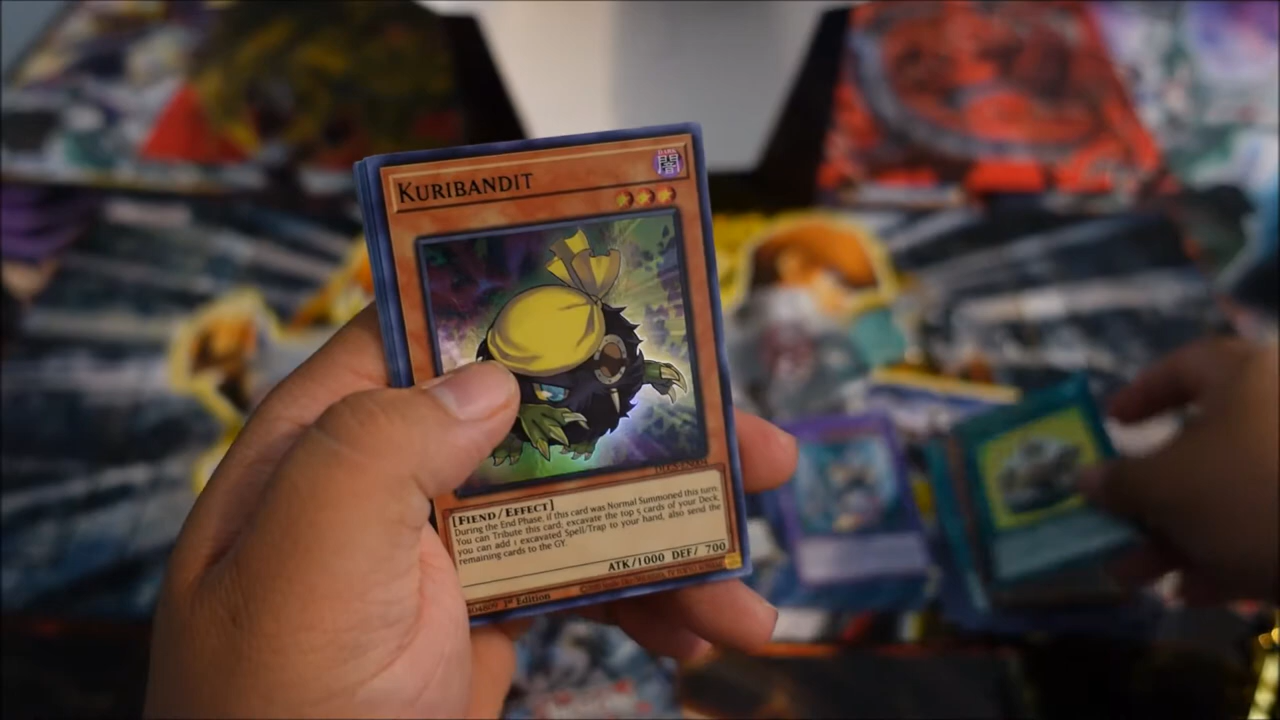 KURIBANDIT
DARK
闇
[FIEND/EFFECT]
During the End Phase, if this card was Normal Summoned this turn:
You can Tribute this card; excavate the top 5 cards of your Deck,
you can add 1 excavated Spell/Trap to your hand, also send the
remaining cards to the GY.
ATK/1000 DEF/ 700
1st Edition